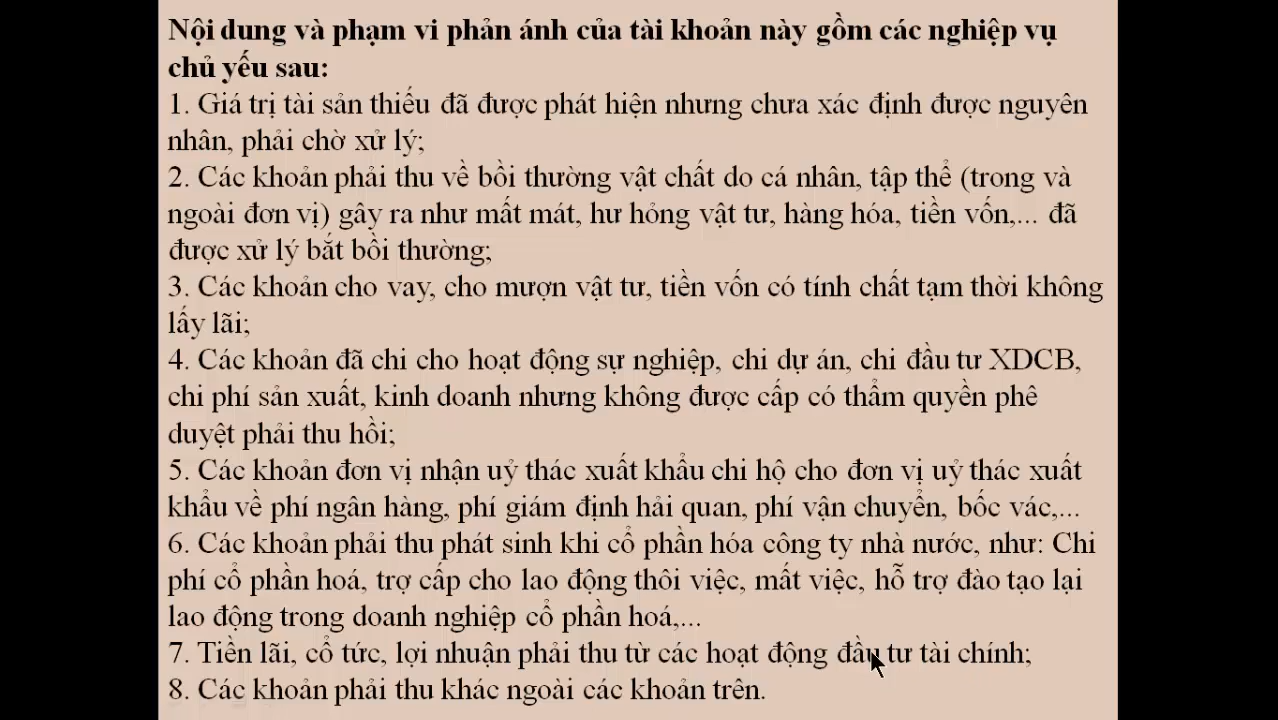 Nội dung và phạm vi phản ánh của tài khoản này gồm các nghiệp vụ
chủ yếu sau:
1. Giá trị tài sản thiếu đã được phát hiện nhưng chưa xác định được nguyên
nhân, phải chờ xử lý;
2. Các khoản phải thu về bồi thường vật chất do cá nhân, tập thể (trong và
ngoài đơn vị) gây ra như mất mát, hư hỏng vật tư, hàng hóa, tiền vốn,... đã
được xử lý bắt bồi thường;
3. Các khoản cho vay, cho mượn vật tư, tiền vốn có tính chất tạm thời không
lấy lãi;
4. Các khoản đã chi cho hoạt động sự nghiệp, chi dự án, chi đầu tư XDCB,
chi phí sản xuất, kinh doanh nhưng không được cấp có thẩm quyền phê
duyệt phải thu hồi;
5. Các khoản đơn vị nhận uỷ thác xuất khẩu chi hộ cho đơn vị uỷ thác xuất
khẩu về phí ngân hàng, phí giám định hải quan, phí vận chuyển, bốc vác,...
6. Các khoản phải thu phát sinh khi cổ phần hóa công ty nhà nước, như: Chi
phí cổ phần hoá, trợ cấp cho lao động thôi việc, mất việc, hỗ trợ đào tạo lại
lao động trong doanh nghiệp cổ phần hoá,...
7. Tiền lãi, cổ tức, lợi nhuận phải thu từ các hoạt động đầu tư tài chính;
8. Các khoản phải thu khác ngoài các khoản trên.